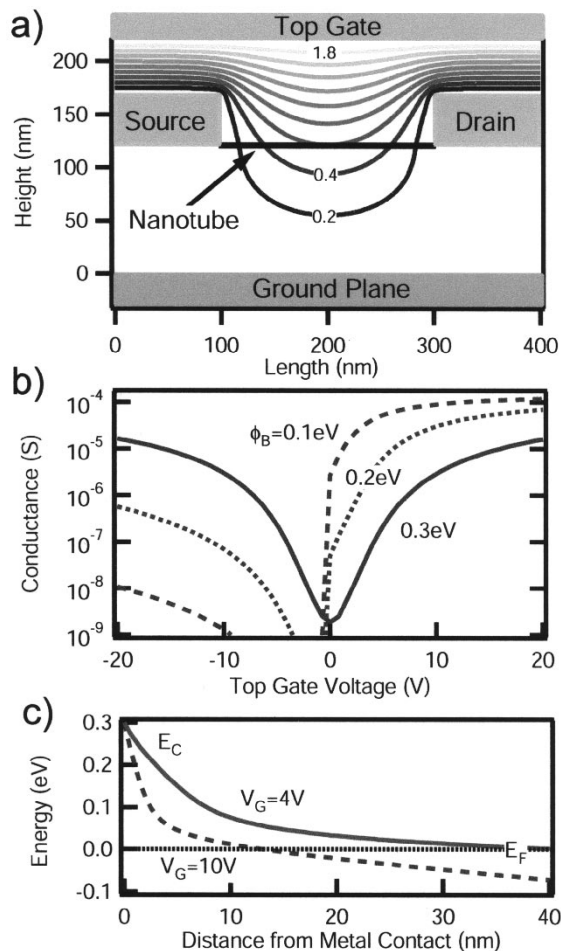 a)
Top Gate
1.8
Source
Drain
0.4
0.2
Nanotube
Ground Plane
Height (nm)
200
150
100
50
0
0 100 200 300 400
Length (nm)
b)
Conductance (S)
10⁻⁴
10⁻⁵
10⁻⁶
10⁻⁷
10⁻⁸
10⁻⁹
ϕB=0.1eV
0.2eV
0.3eV
-20 -10 0 10 20
Top Gate Voltage (V)
c)
Energy (eV)
0.3
0.2
0.1
0.0
-0.1
EC
VG=4V
VG=10V
EF
0 10 20 30 40
Distance from Metal Contact (nm)